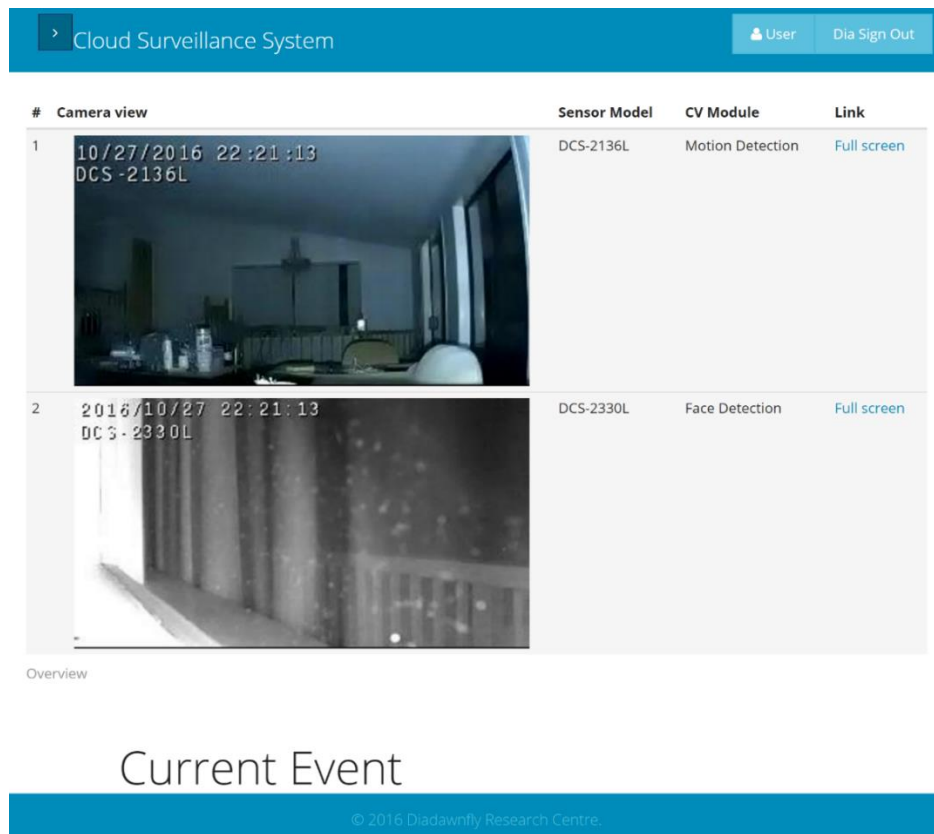 > Cloud Surveillance System User Dia Sign Out
# Camera view Sensor Model CV Module Link
1 DCS-2136L Motion Detection Full screen
10/27/2016 22:21:13
DCS-2136L
2 DCS-2330L Face Detection Full screen
2016/10/27 22:21:13
DCS-2330L
Overview
Current Event
© 2016 Diadawnfly Research Centre.